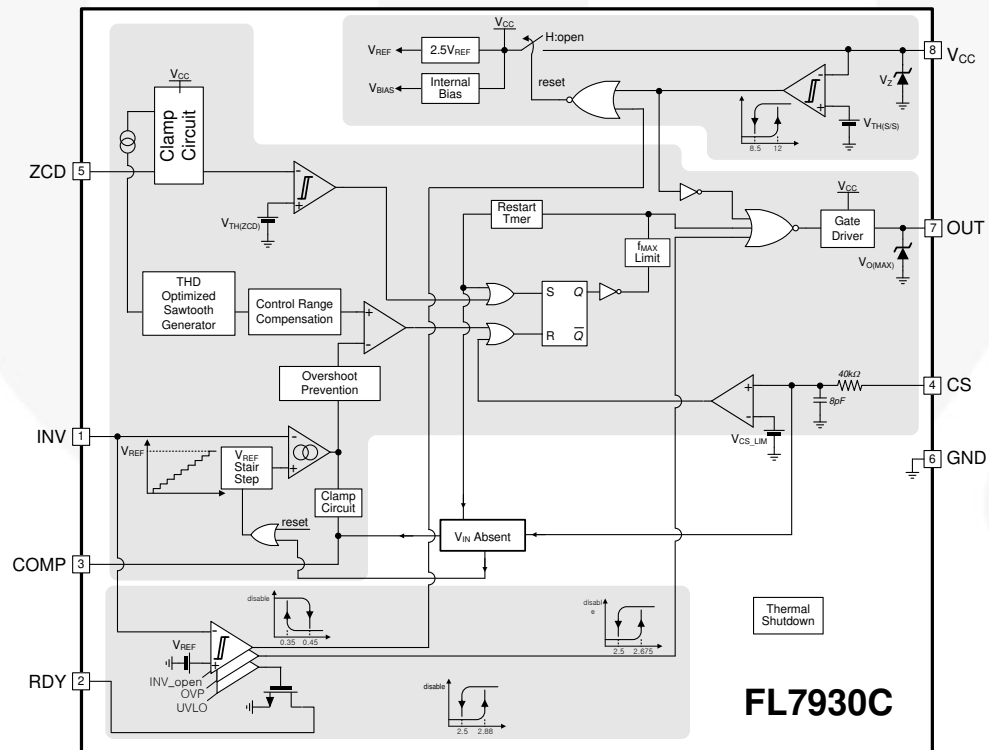 VCC
H:open
VREF
2.5VREF
8
VCC
VZ
reset
VBIAS
Internal
Bias
VTH(S/S)
8.5
12
VCC
Clamp
Circuit
ZCD
5
VTH(ZCD)
Restart
Tmer
VCC
Gate
Driver
7
OUT
VO(MAX)
fMAX
Limit
THD
Optimized
Sawtooth
Generator
Control Range
Compensation
S
Q
R
Q
Overshoot
Prevention
40kΩ
4
CS
8pF
INV
1
VREF
VREF
Stair
Step
VCS_LIM
6
GND
Clamp
Circuit
reset
VIN Absent
COMP
3
disable
0.35
0.45
disabl
e
2.5
2.675
Thermal
Shutdown
VREF
RDY
2
INV_open
OVP
UVLO
disable
2.5
2.88
FL7930C